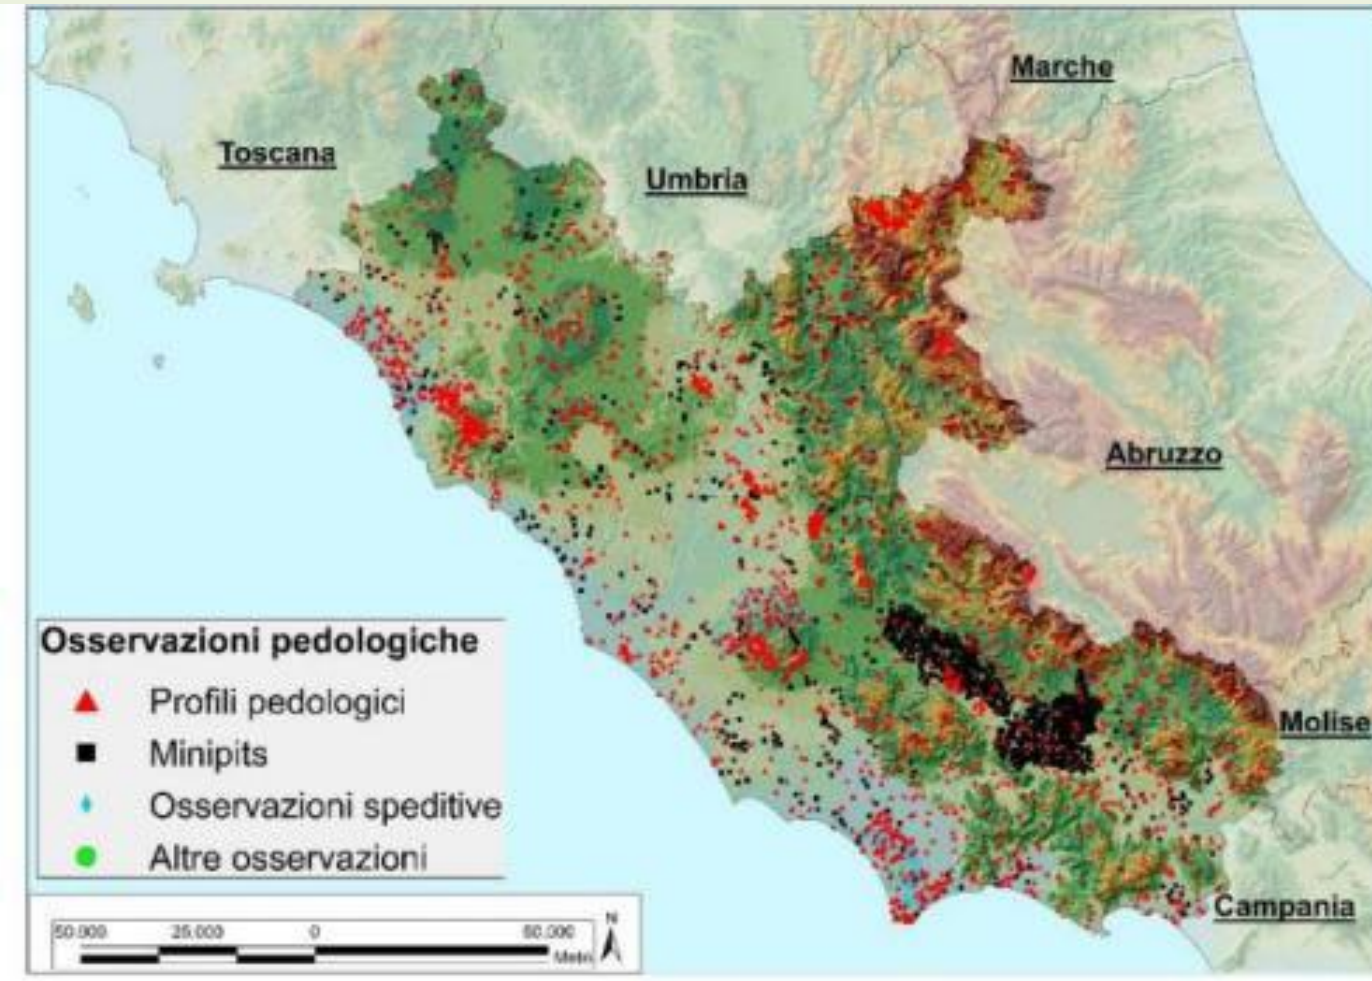 Marche
Toscana
Umbria
Abruzzo
Osservazioni pedologiche
Profili pedologici
Minipits
Molise
Osservazioni speditive
Altre osservazioni
Campania
N
50.000 25.000 0 50.000
Metri